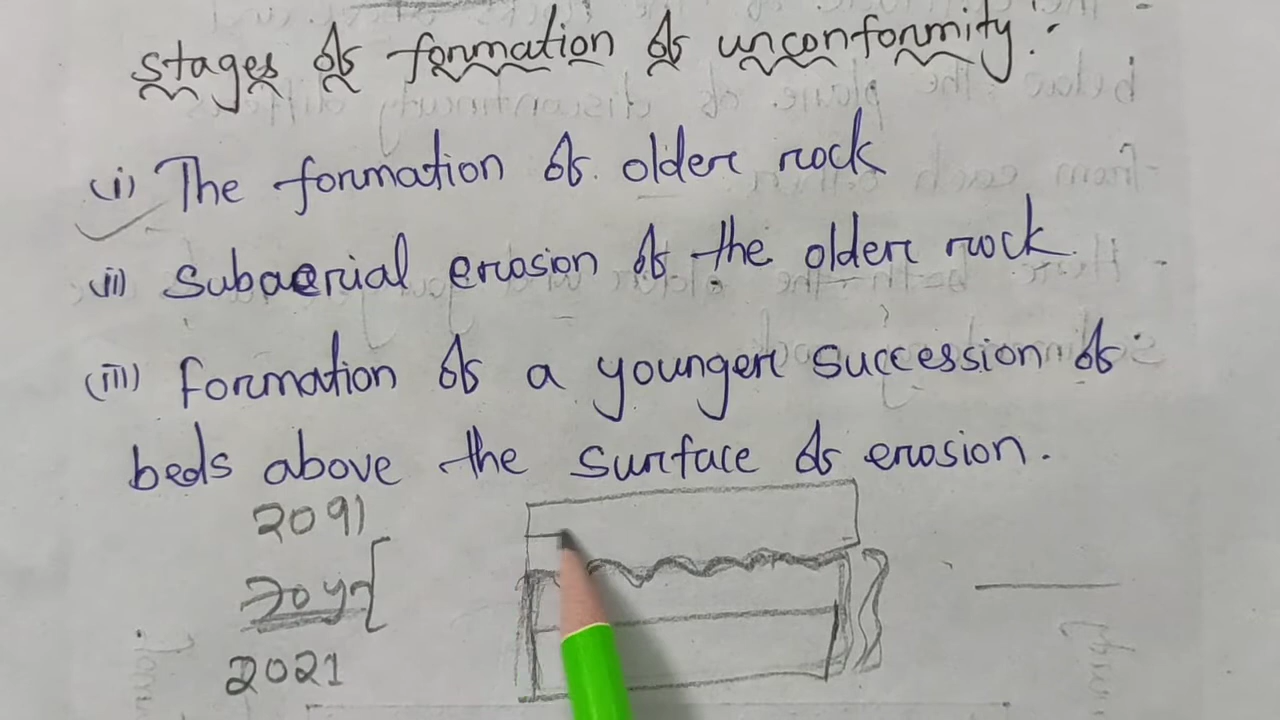 stages of formation of unconformity :-
(i) The formation of older rock
(ii) Subaerial erosion of the older rock.
(iii) Formation of a younger succession of
beds above the surface of erosion.
2091
2021